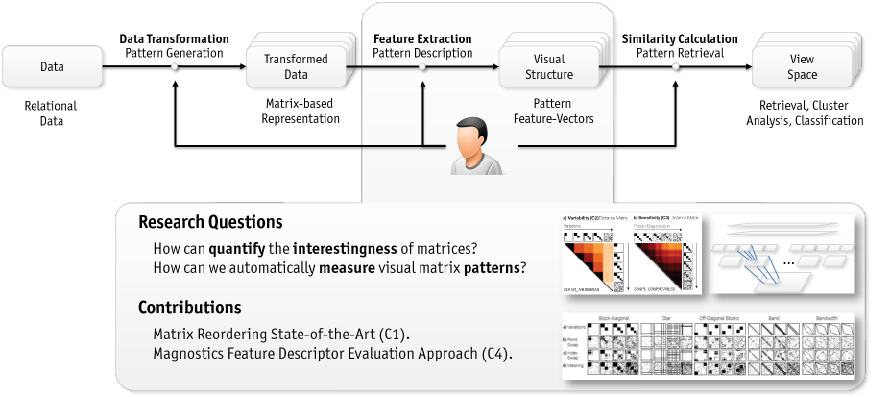 Data Transformation
Pattern Generation
Feature Extraction
Pattern Description
Similarity Calculation
Pattern Retrieval
Data
Transformed
Data
Visual
Structure
View
Space
Relational
Data
Matrix-based
Representation
Pattern
Feature-Vectors
Retrieval, Cluster
Analysis, Classification
Research Questions
How can quantify the interestingness of matrices?
How can we automatically measure visual matrix patterns?
Contributions
Matrix Reordering State-of-the-Art (C1).
Magnostics Feature Descriptor Evaluation Approach (C4).
a) Variability (C2) Distance Matrix
Variations
b) Sensitivity (C3) Distance Matrix
Pattern Degeneration
...
Block-Diagonal
Star
Off-Diagonal Blocks
Band
Bandwidth
a) Variations
b) Point
Swap
c) Index
Swap
d) Masking